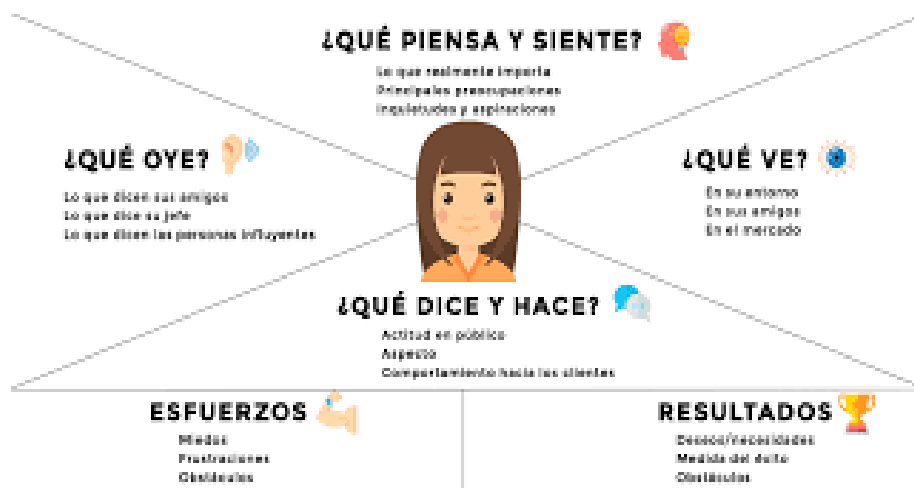 ¿QUÉ PIENSA Y SIENTE?
Lo que realmente importa
Principales preocupaciones
Inquietudes y aspiraciones
¿QUÉ OYE?
Lo que dicen sus amigos
Lo que dice su jefe
Lo que dicen las personas influyentes
¿QUÉ VE?
En su entorno
En sus amigos
En el mercado
¿QUÉ DICE Y HACE?
Actitud en público
Aspecto
Comportamiento hacia los clientes
ESFUERZOS
Miedos
Frustraciones
Obstáculos
RESULTADOS
Deseos/necesidades
Medida del éxito
Obstáculos